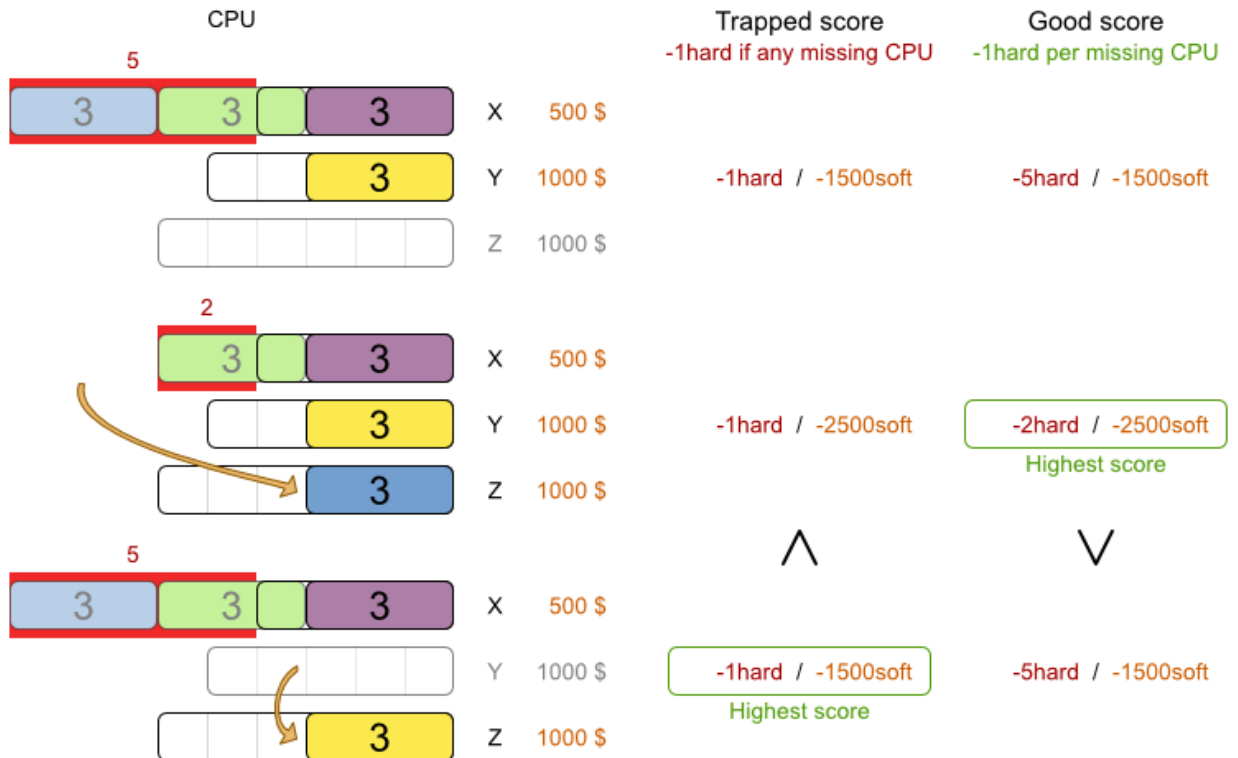 CPU Trapped score Good score
-1hard if any missing CPU -1hard per missing CPU
5
3 3 3 X 500 $
3 Y 1000 $ -1hard / -1500soft -5hard / -1500soft
Z 1000 $
2
3 3 X 500 $
3 Y 1000 $ -1hard / -2500soft -2hard / -2500soft
Highest score
3 Z 1000 $
5
3 3 3 X 500 $
Y 1000 $ -1hard / -1500soft -5hard / -1500soft
Highest score
3 Z 1000 $